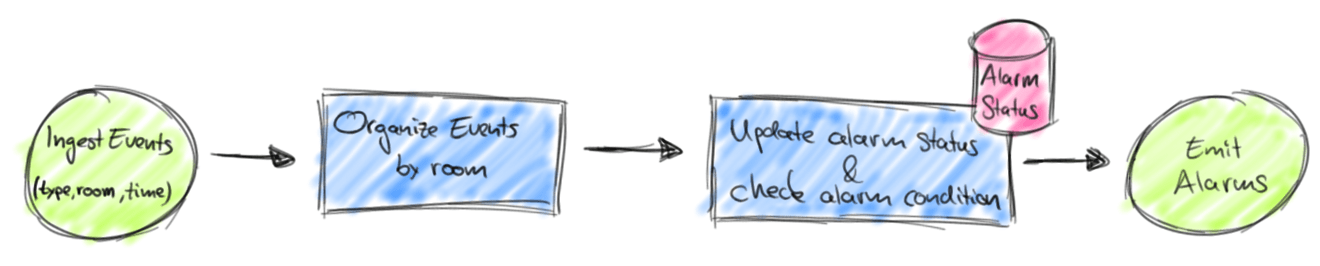 Ingest Events
(type, room, time)
Organize Events
by room
Update alarm Status
&
check alarm condition
Alarm
Status
Emit
Alarms